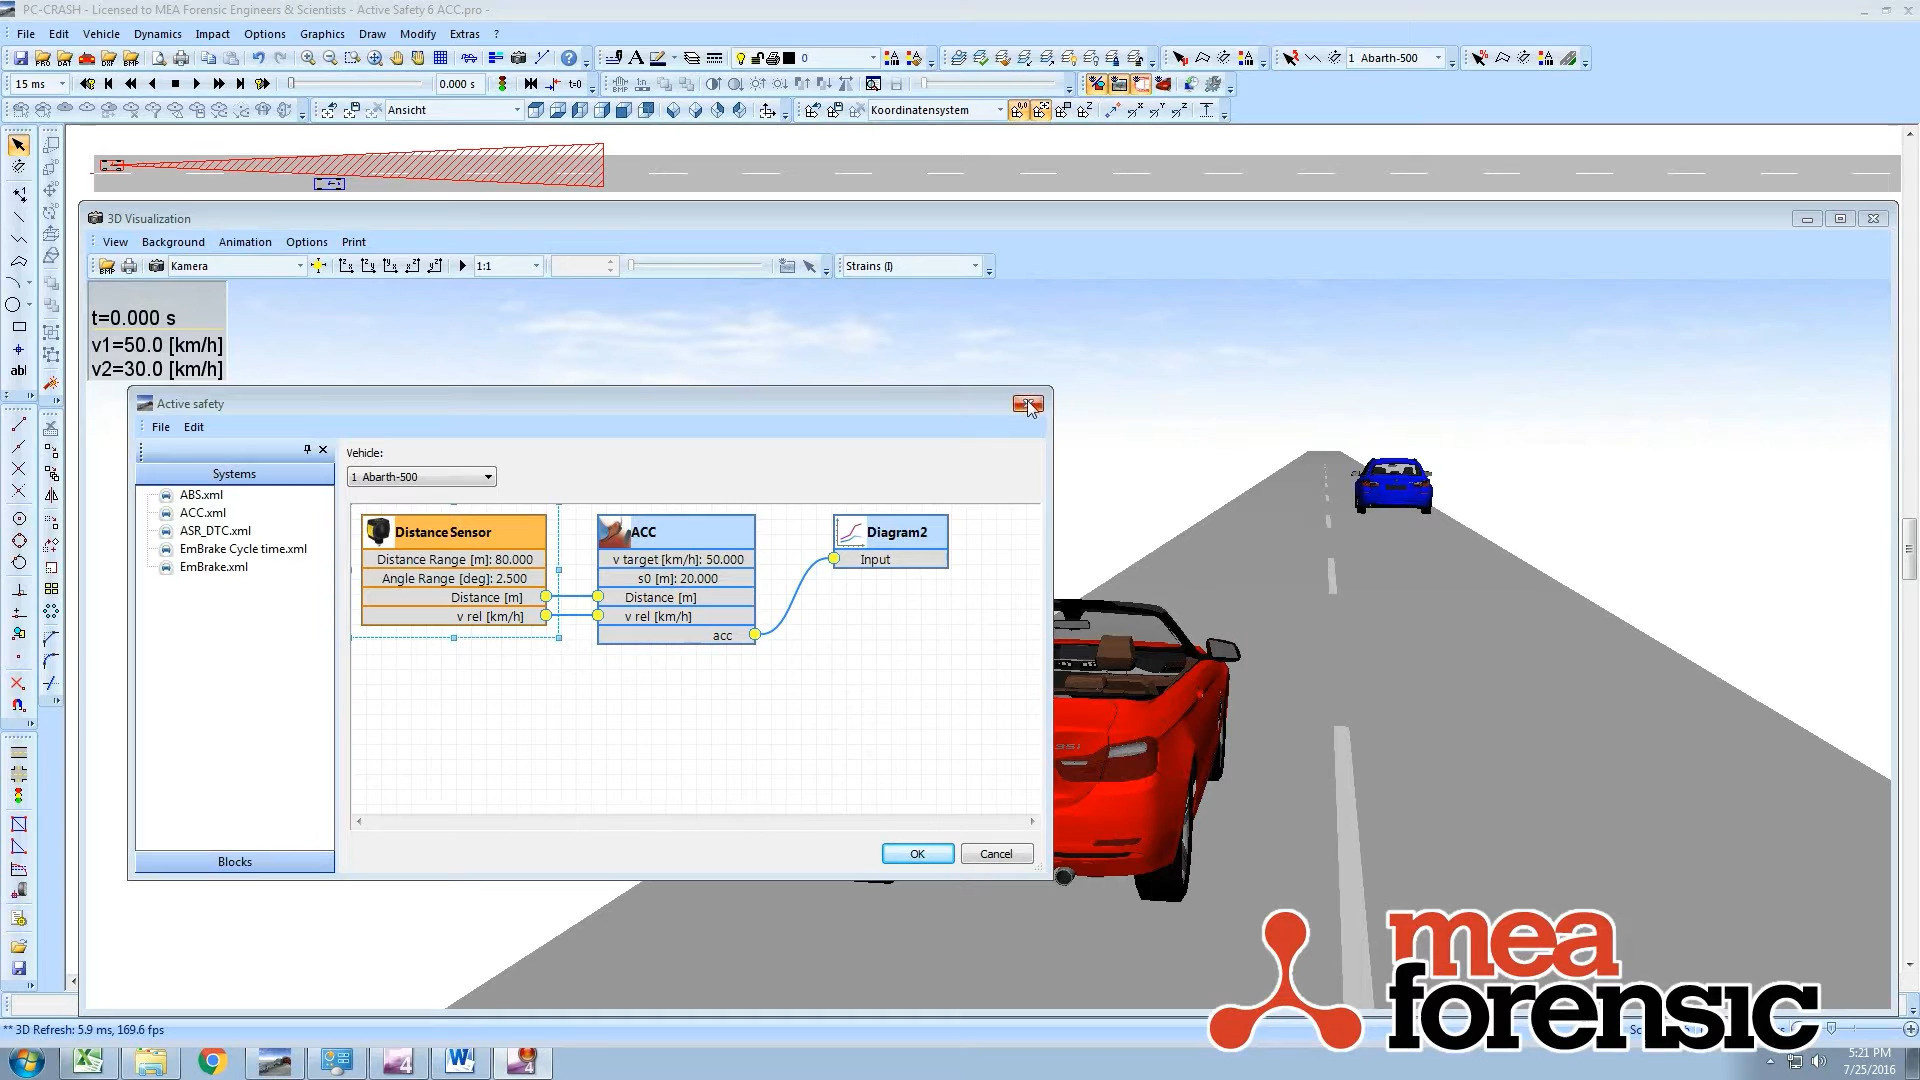 PC-CRASH - Licensed to MEA Forensic Engineers & Scientists - Active Safety 6 ACC.pro -
File Edit Vehicle Dynamics Impact Options Graphics Draw Modify Extras ?
0
1 Abarth-500
15 ms
0.000 s
t=0
Ansicht
Koordinatensystem
3D Visualization
View Background Animation Options Print
Kamera
1:1
Strains (I)
t=0.000 s
v1=50.0 [km/h]
v2=30.0 [km/h]
abl
Active safety
File Edit
Systems
ABS.xml
ACC.xml
ASR_DTC.xml
EmBrake Cycle time.xml
EmBrake.xml
Blocks
Vehicle:
1 Abarth-500
Distance Sensor
Distance Range [m]: 80.000
Angle Range [deg]: 2.500
Distance [m]
v rel [km/h]
ACC
v target [km/h]: 50.000
s0 [m]: 20.000
Distance [m]
v rel [km/h]
acc
Diagram2
Input
OK
Cancel
mea
forensic
** 3D Refresh: 5.9 ms, 169.6 fps
5:21 PM
7/25/2016